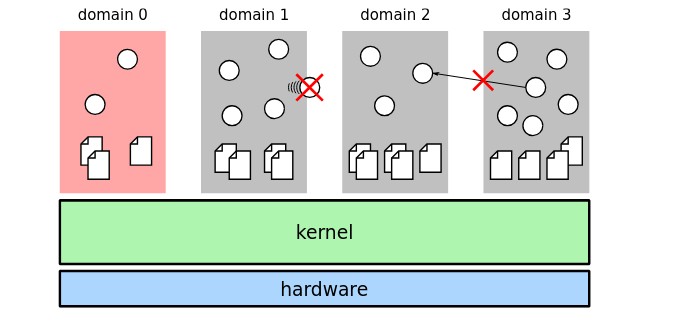 domain 0
domain 1
domain 2
domain 3
kernel
hardware